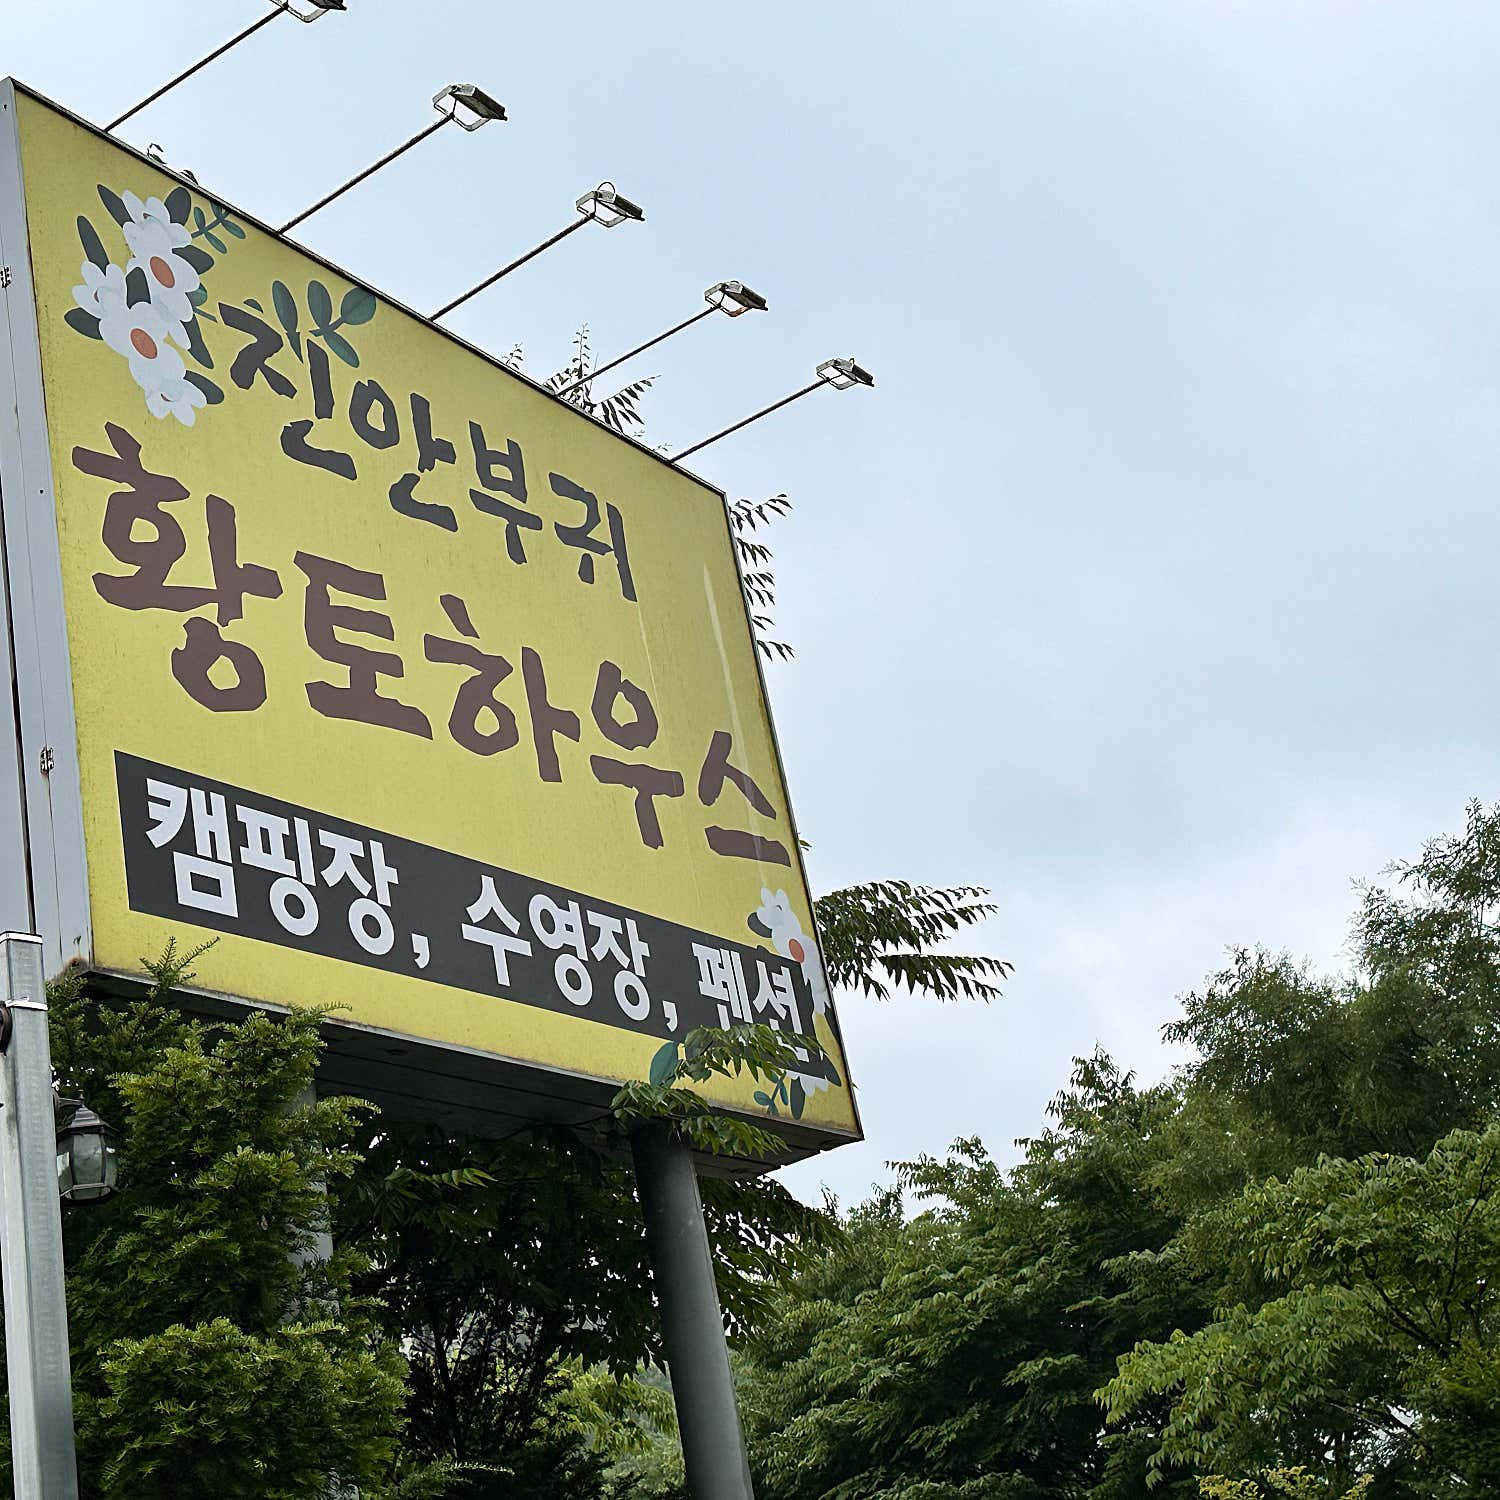 진안부귀
황토하우스
캠핑장, 수영장, 펜션